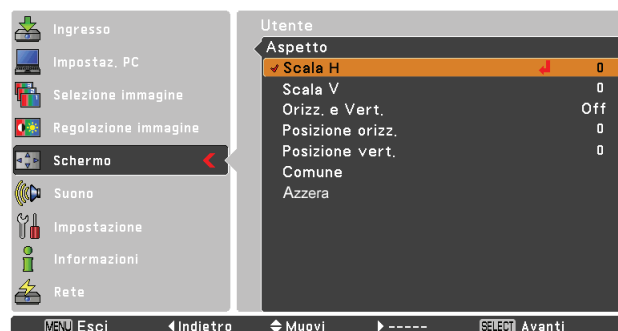 Ingresso
Impostaz. PC
Selezione immagine
Regolazione immagine
Schermo
Suono
Impostazione
Informazioni
Rete
Utente
Aspetto
Scala H 0
Scala V 0
Orizz. e Vert. Off
Posizione orizz. 0
Posizione vert. 0
Comune
Azzera
MENU Esci Indietro Muovi ----- SELECT Avanti